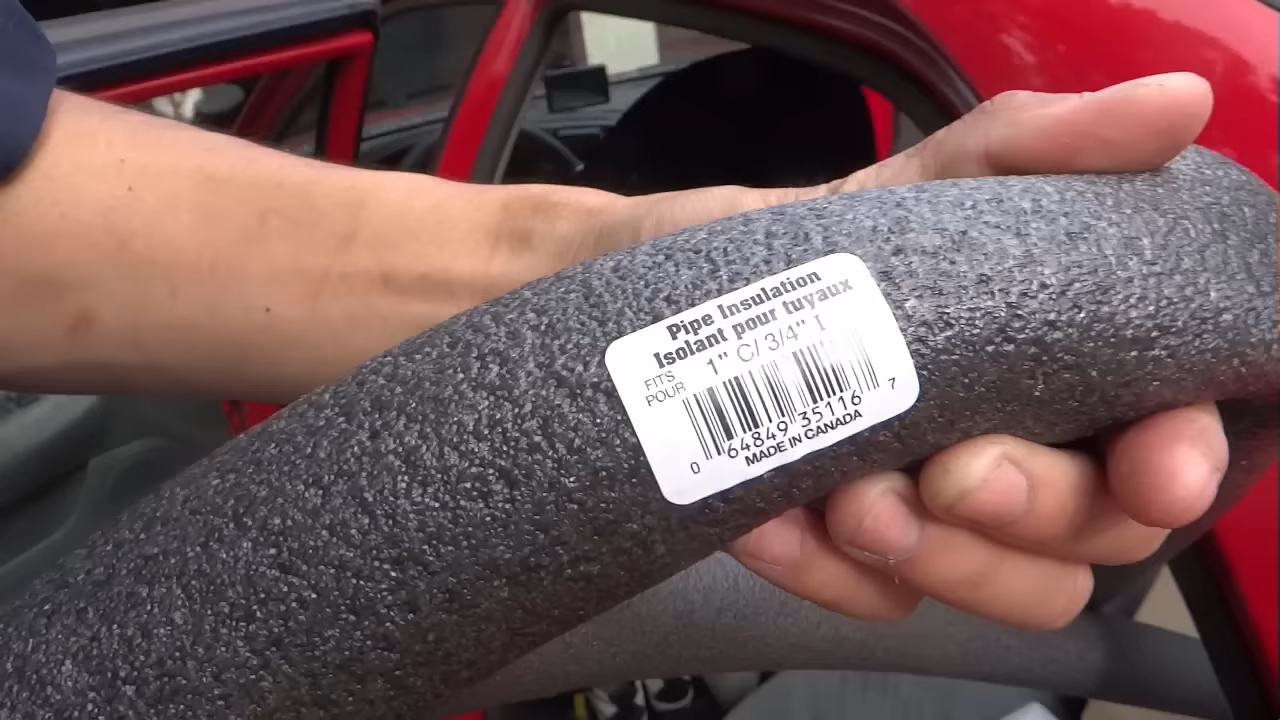 Pipe Insulation
Isolant pour tuyaux
FITS
POUR
1" C/ 3/4" I
0 64849 35116 7
MADE IN CANADA